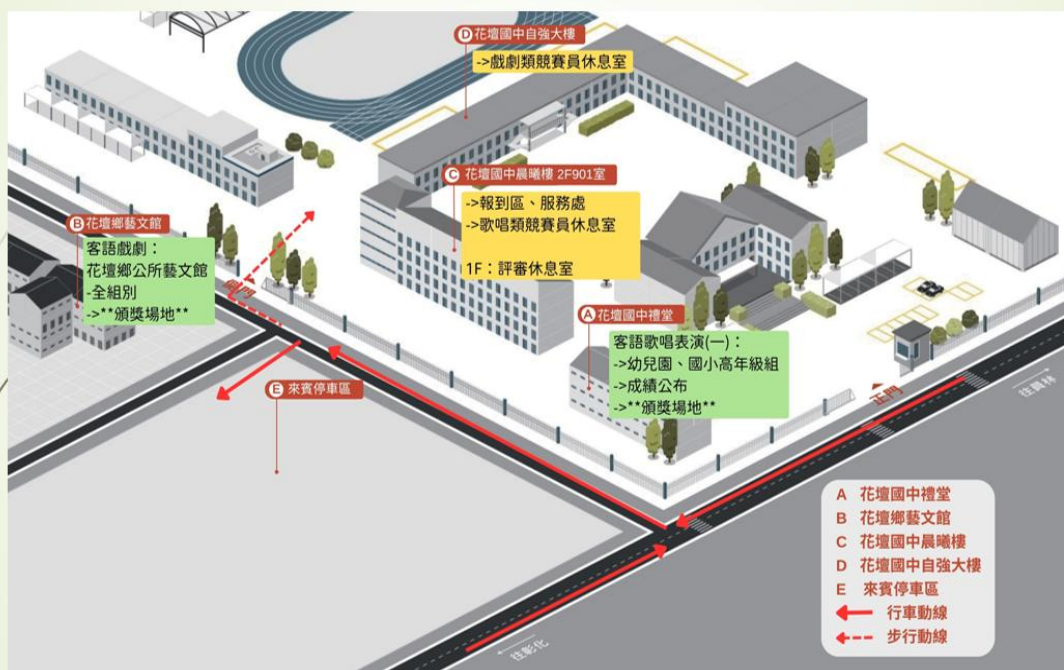 D 花壇國中自強大樓
->戲劇類競賽員休息室
C 花壇國中晨曦樓 2F901室
->報到區、服務處
->歌唱類競賽員休息室
1F：評審休息室
B 花壇鄉藝文館
客語戲劇：
花壇鄉公所藝文館
-全組別
->**頒獎場地**
A 花壇國中禮堂
客語歌唱表演(一)：
->幼兒園、國小高年級組
->成績公布
->**頒獎場地**
E 來賓停車區
正門
往員林
往彰化
A 花壇國中禮堂
B 花壇鄉藝文館
C 花壇國中晨曦樓
D 花壇國中自強大樓
E 來賓停車區
行車動線
步行動線